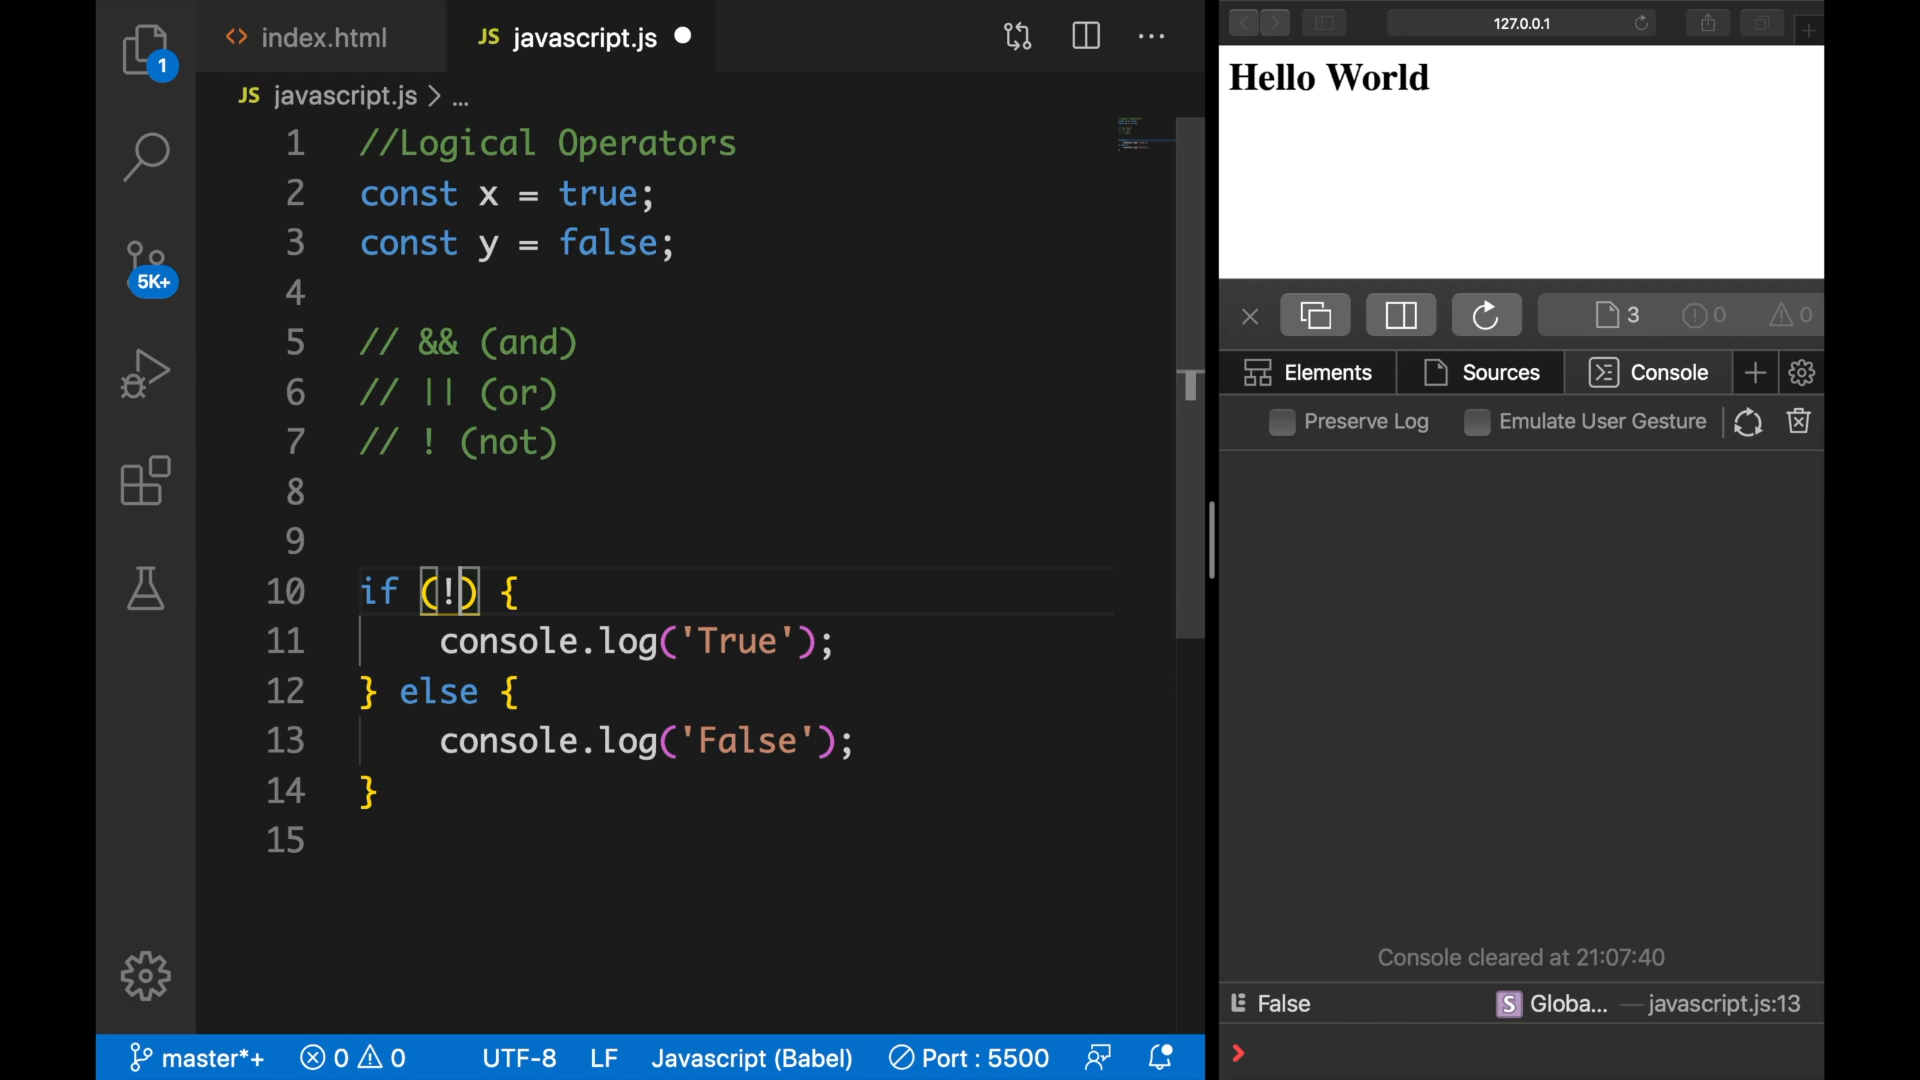 1
5K+
<> index.html
JS javascript.js
JS javascript.js > ...
1 //Logical Operators
2 const x = true;
3 const y = false;
4
5 // && (and)
6 // || (or)
7 // ! (not)
8
9
10 if (!) {
11 console.log('True');
12 } else {
13 console.log('False');
14 }
15
master*+ 0 0 UTF-8 LF Javascript (Babel) Port : 5500
127.0.0.1
Hello World
3 0 0
Elements Sources Console
Preserve Log Emulate User Gesture
Console cleared at 21:07:40
False S Globa... — javascript.js:13